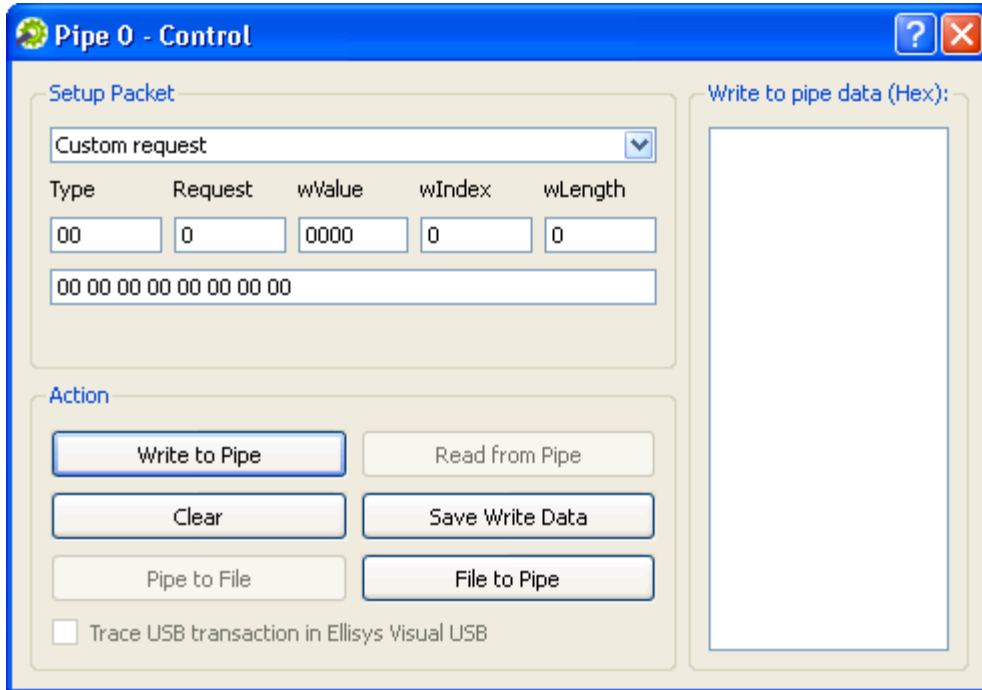 Pipe 0 - Control
Setup Packet
Custom request
Type Request wValue wIndex wLength
00 0 0000 0 0
00 00 00 00 00 00 00 00
Action
Write to Pipe Read from Pipe
Clear Save Write Data
Pipe to File File to Pipe
Trace USB transaction in Ellisys Visual USB
Write to pipe data (Hex):